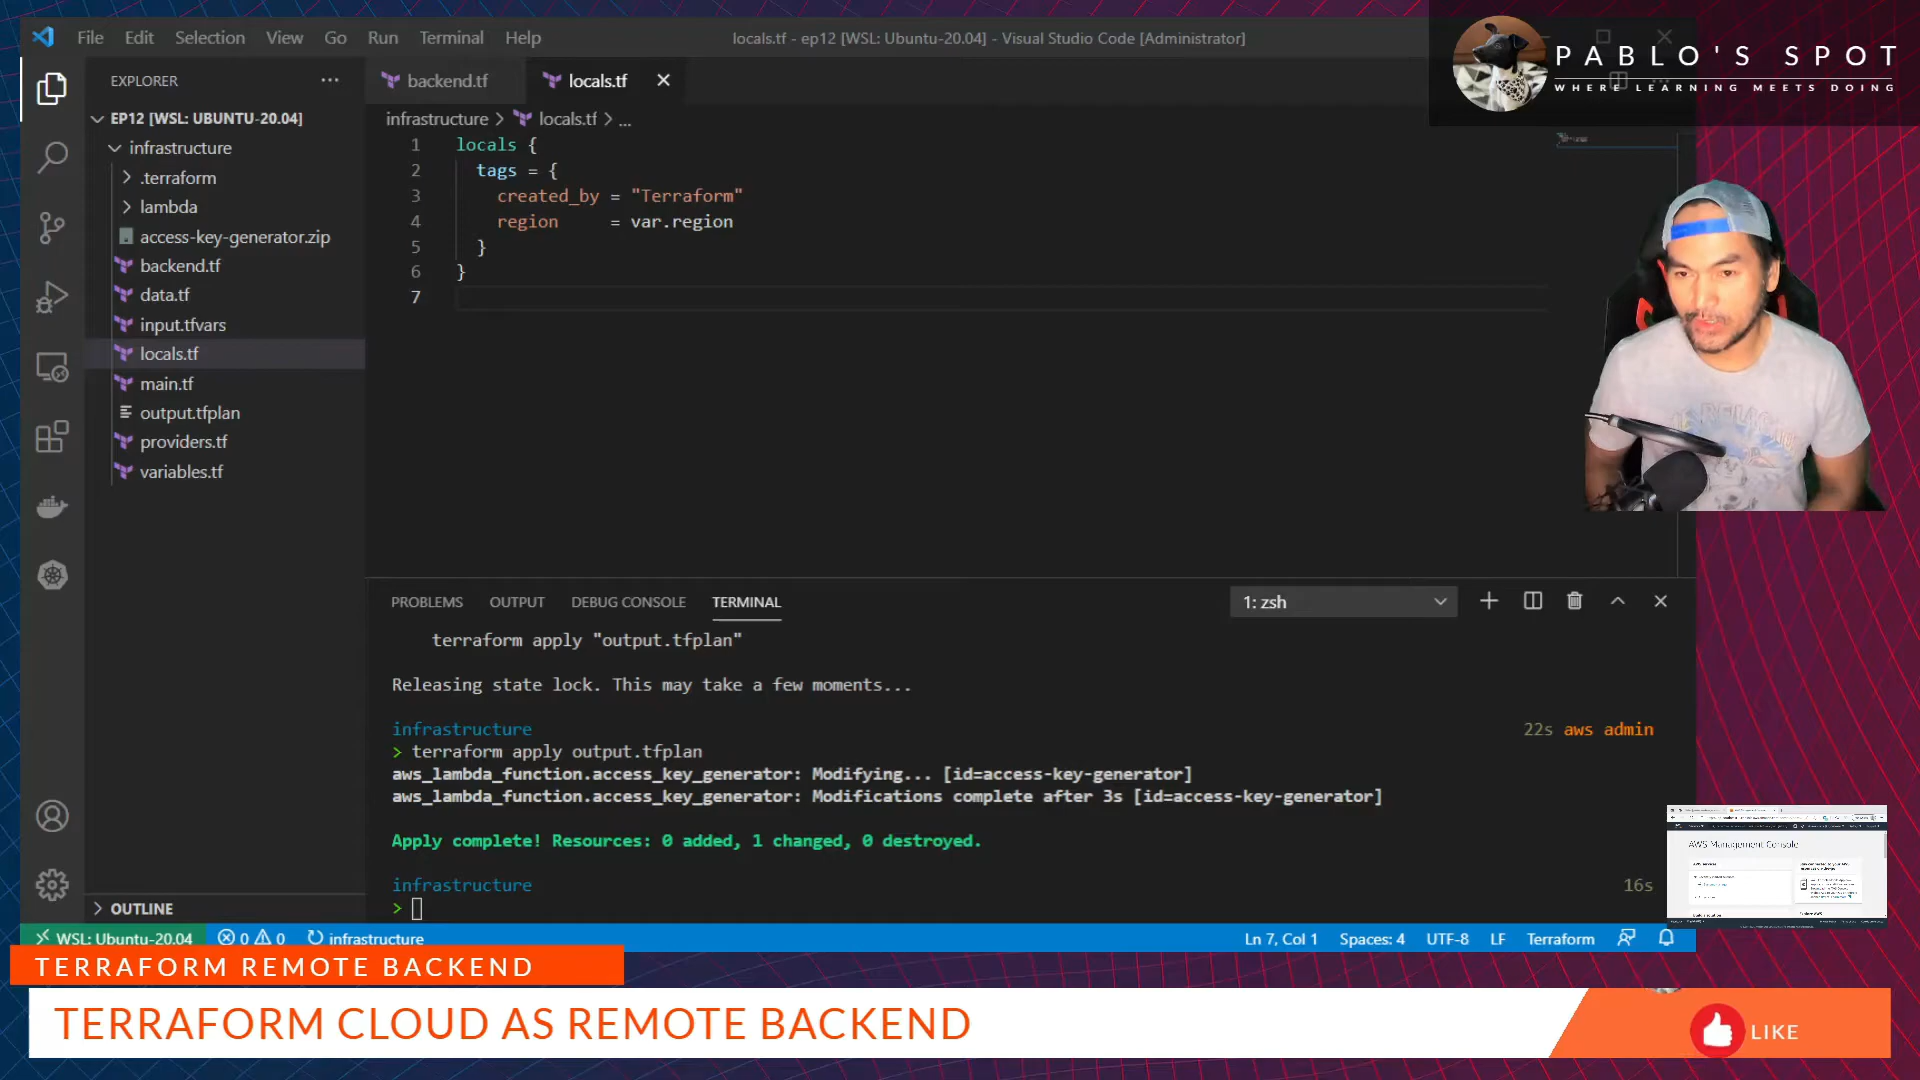 File Edit Selection View Go Run Terminal Help
locals.tf - ep12 [WSL: Ubuntu-20.04] - Visual Studio Code [Administrator]
PABLO'S SPOT
WHERE LEARNING MEETS DOING
EXPLORER
EP12 [WSL: UBUNTU-20.04]
infrastructure
.terraform
lambda
access-key-generator.zip
backend.tf
data.tf
input.tfvars
locals.tf
main.tf
output.tfplan
providers.tf
variables.tf
OUTLINE
backend.tf locals.tf
infrastructure > locals.tf > ...
1 locals {
2 tags = {
3 created_by = "Terraform"
4 region = var.region
5 }
6 }
7
PROBLEMS OUTPUT DEBUG CONSOLE TERMINAL
1: zsh
terraform apply "output.tfplan"
Releasing state lock. This may take a few moments...
infrastructure 22s aws admin
> terraform apply output.tfplan
aws_lambda_function.access_key_generator: Modifying... [id=access-key-generator]
aws_lambda_function.access_key_generator: Modifications complete after 3s [id=access-key-generator]
Apply complete! Resources: 0 added, 1 changed, 0 destroyed.
infrastructure 16s
>
AWS Management Console
WSL: Ubuntu-20.04 0 0 infrastructure Ln 7, Col 1 Spaces: 4 UTF-8 LF Terraform
TERRAFORM REMOTE BACKEND
TERRAFORM CLOUD AS REMOTE BACKEND
LIKE